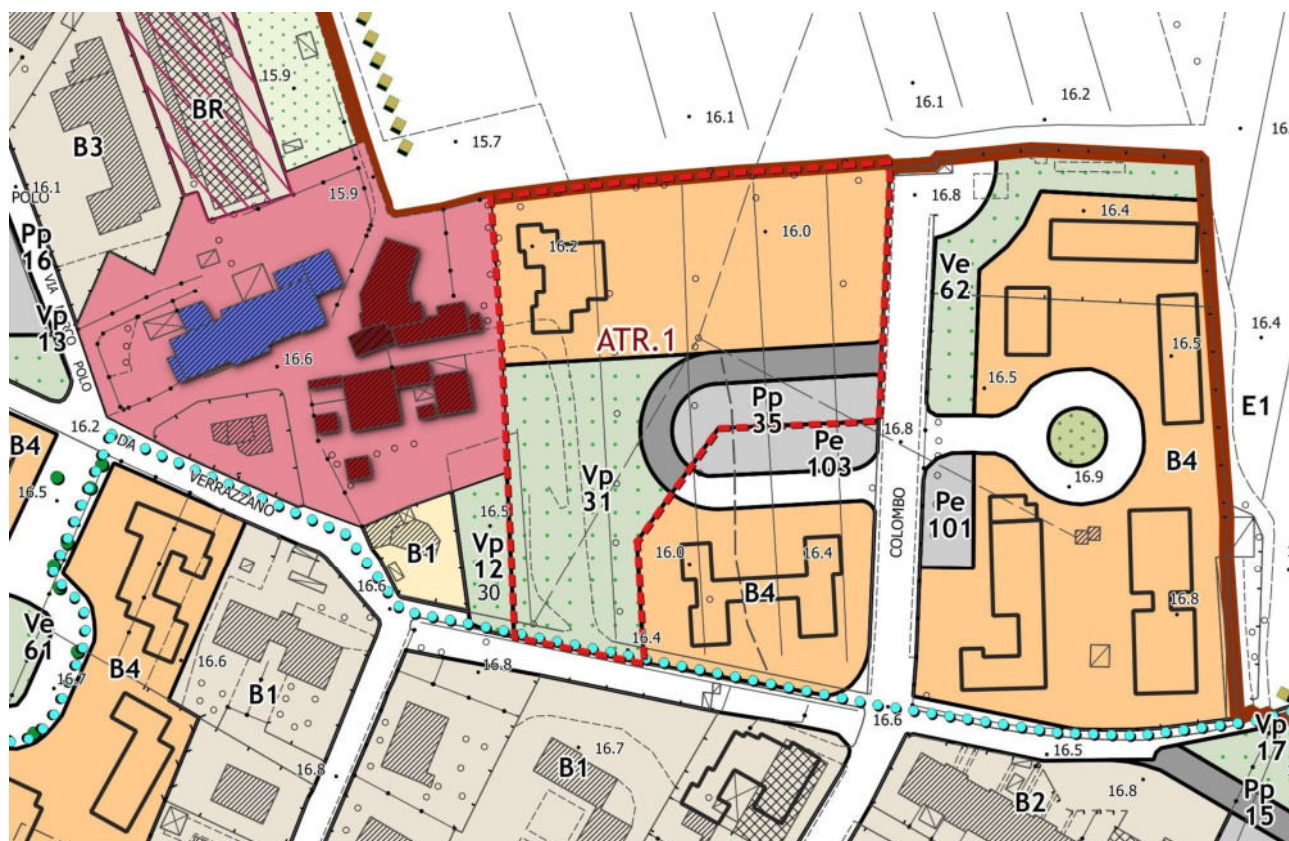 15.9
16.1
16.2
16.1
BR
B3
15.7
16.1
POLO
15.9
16.8
16.4
Pp
16
VIA
16.2
16.0
Ve
62
Vp
13
POLO
ATR.1
16.4
16.5
16.6
16.5
E1
Pp
35
16.2
DA
16.8
Pe
103
B4
VERRAZZANO
B4
16.9
16.5
Vp
31
COLOMBO
Pe
101
16.5
Vp
12
30
B1
16.0
16.4
B4
16.6
16.8
Ve
61
16.4
B4
16.6
16.7
B1
16.8
16.6
Vp
17
16.7
16.5
16.8
B1
B2
16.8
Pp
15